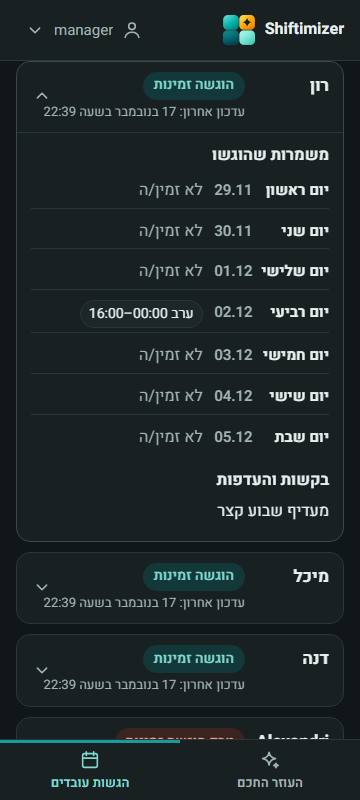 Shiftimizer
manager
רון
הוגשה זמינות
עדכון אחרון: 17 בנובמבר בשעה 22:39
משמרות שהוגשו
יום ראשון 29.11 לא זמין/ה
יום שני 30.11 לא זמין/ה
יום שלישי 01.12 לא זמין/ה
יום רביעי 02.12 ערב 16:00–00:00
יום חמישי 03.12 לא זמין/ה
יום שישי 04.12 לא זמין/ה
יום שבת 05.12 לא זמין/ה
בקשות והעדפות
מעדיף שבוע קצר
מיכל
הוגשה זמינות
עדכון אחרון: 17 בנובמבר בשעה 22:39
דנה
הוגשה זמינות
עדכון אחרון: 17 בנובמבר בשעה 22:39
העוזר החכם
הגשות עובדים